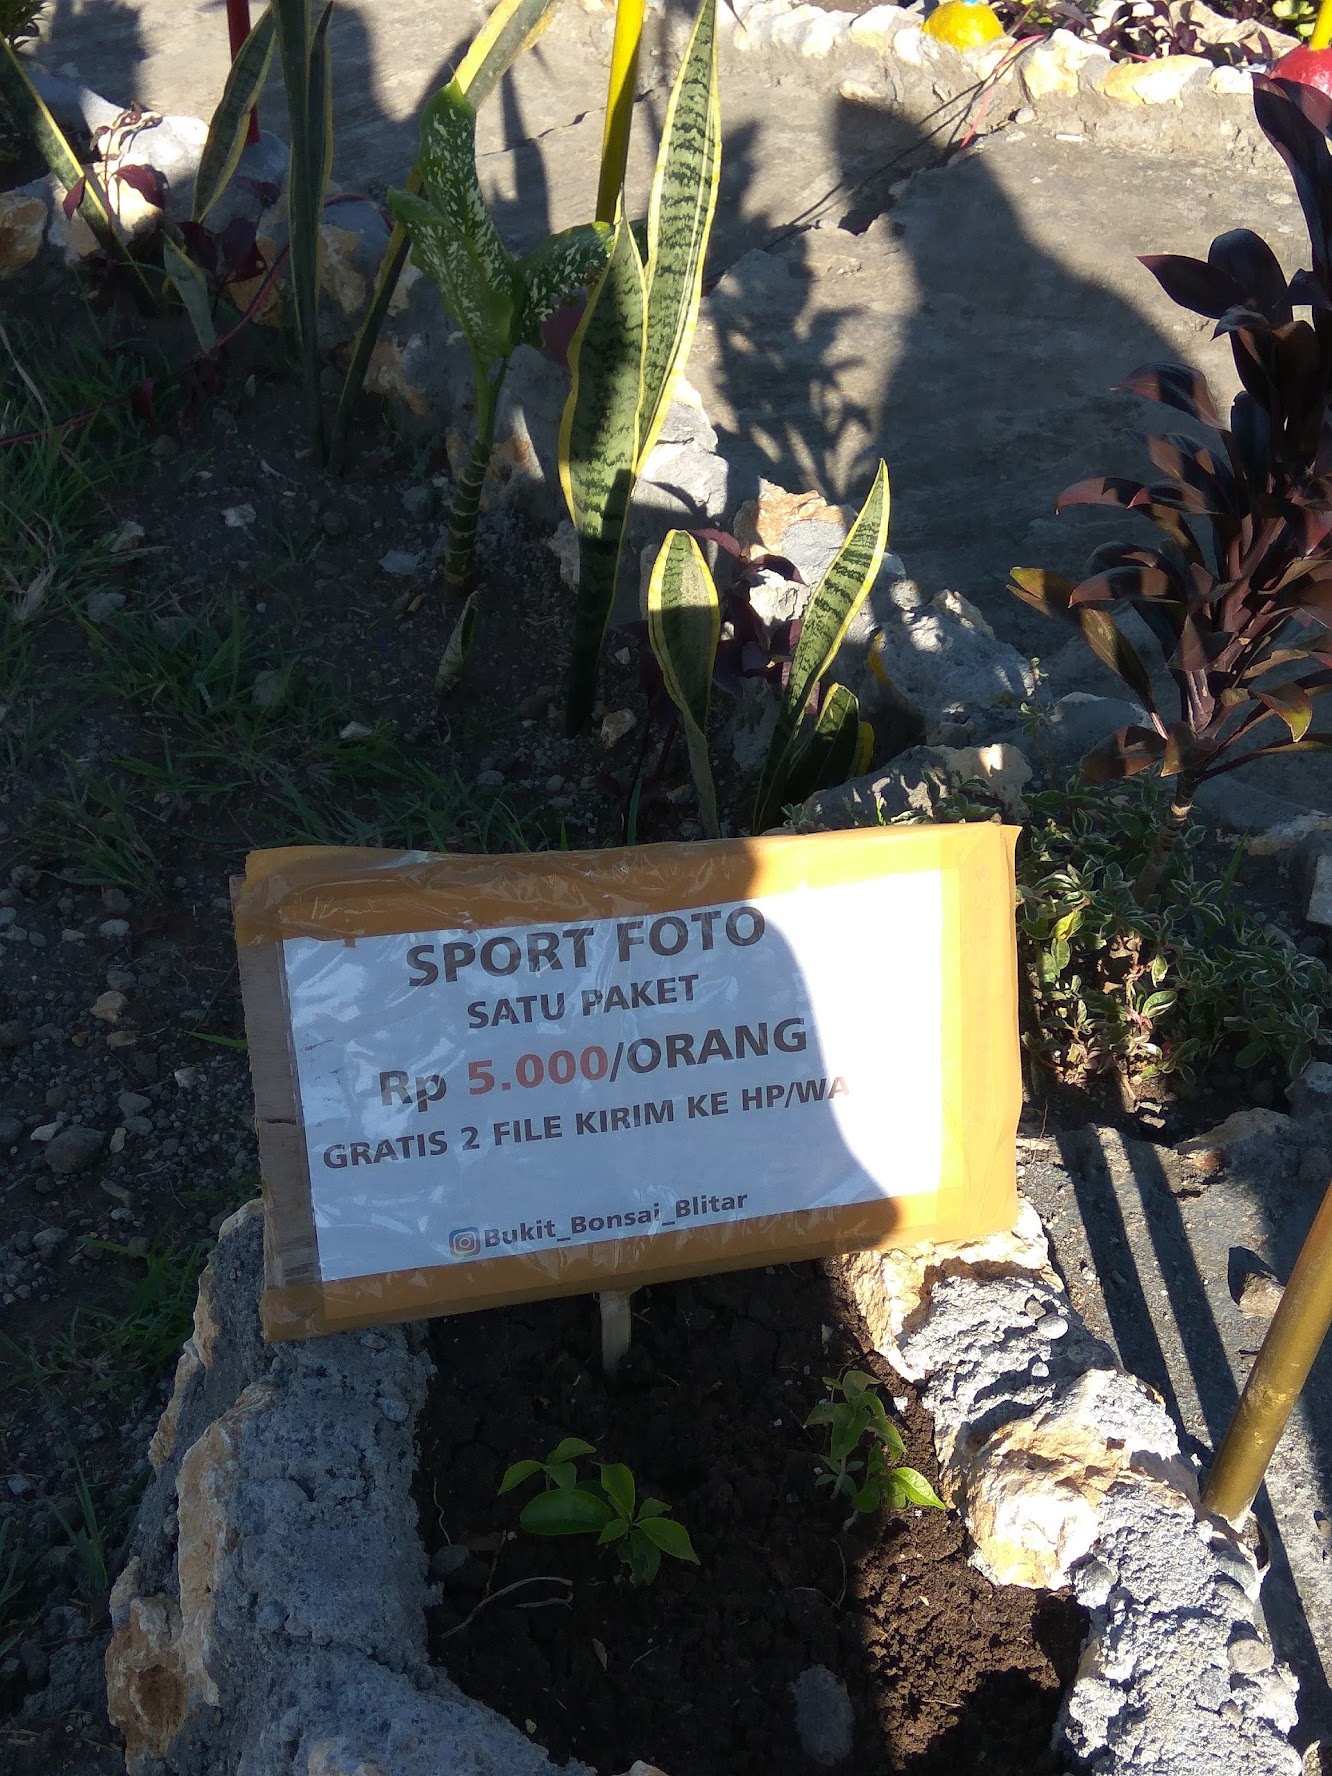 SPORT FOTO
SATU PAKET
Rp 5.000/ORANG
GRATIS 2 FILE KIRIM KE HP/WA
Bukit_Bonsai_Blitar